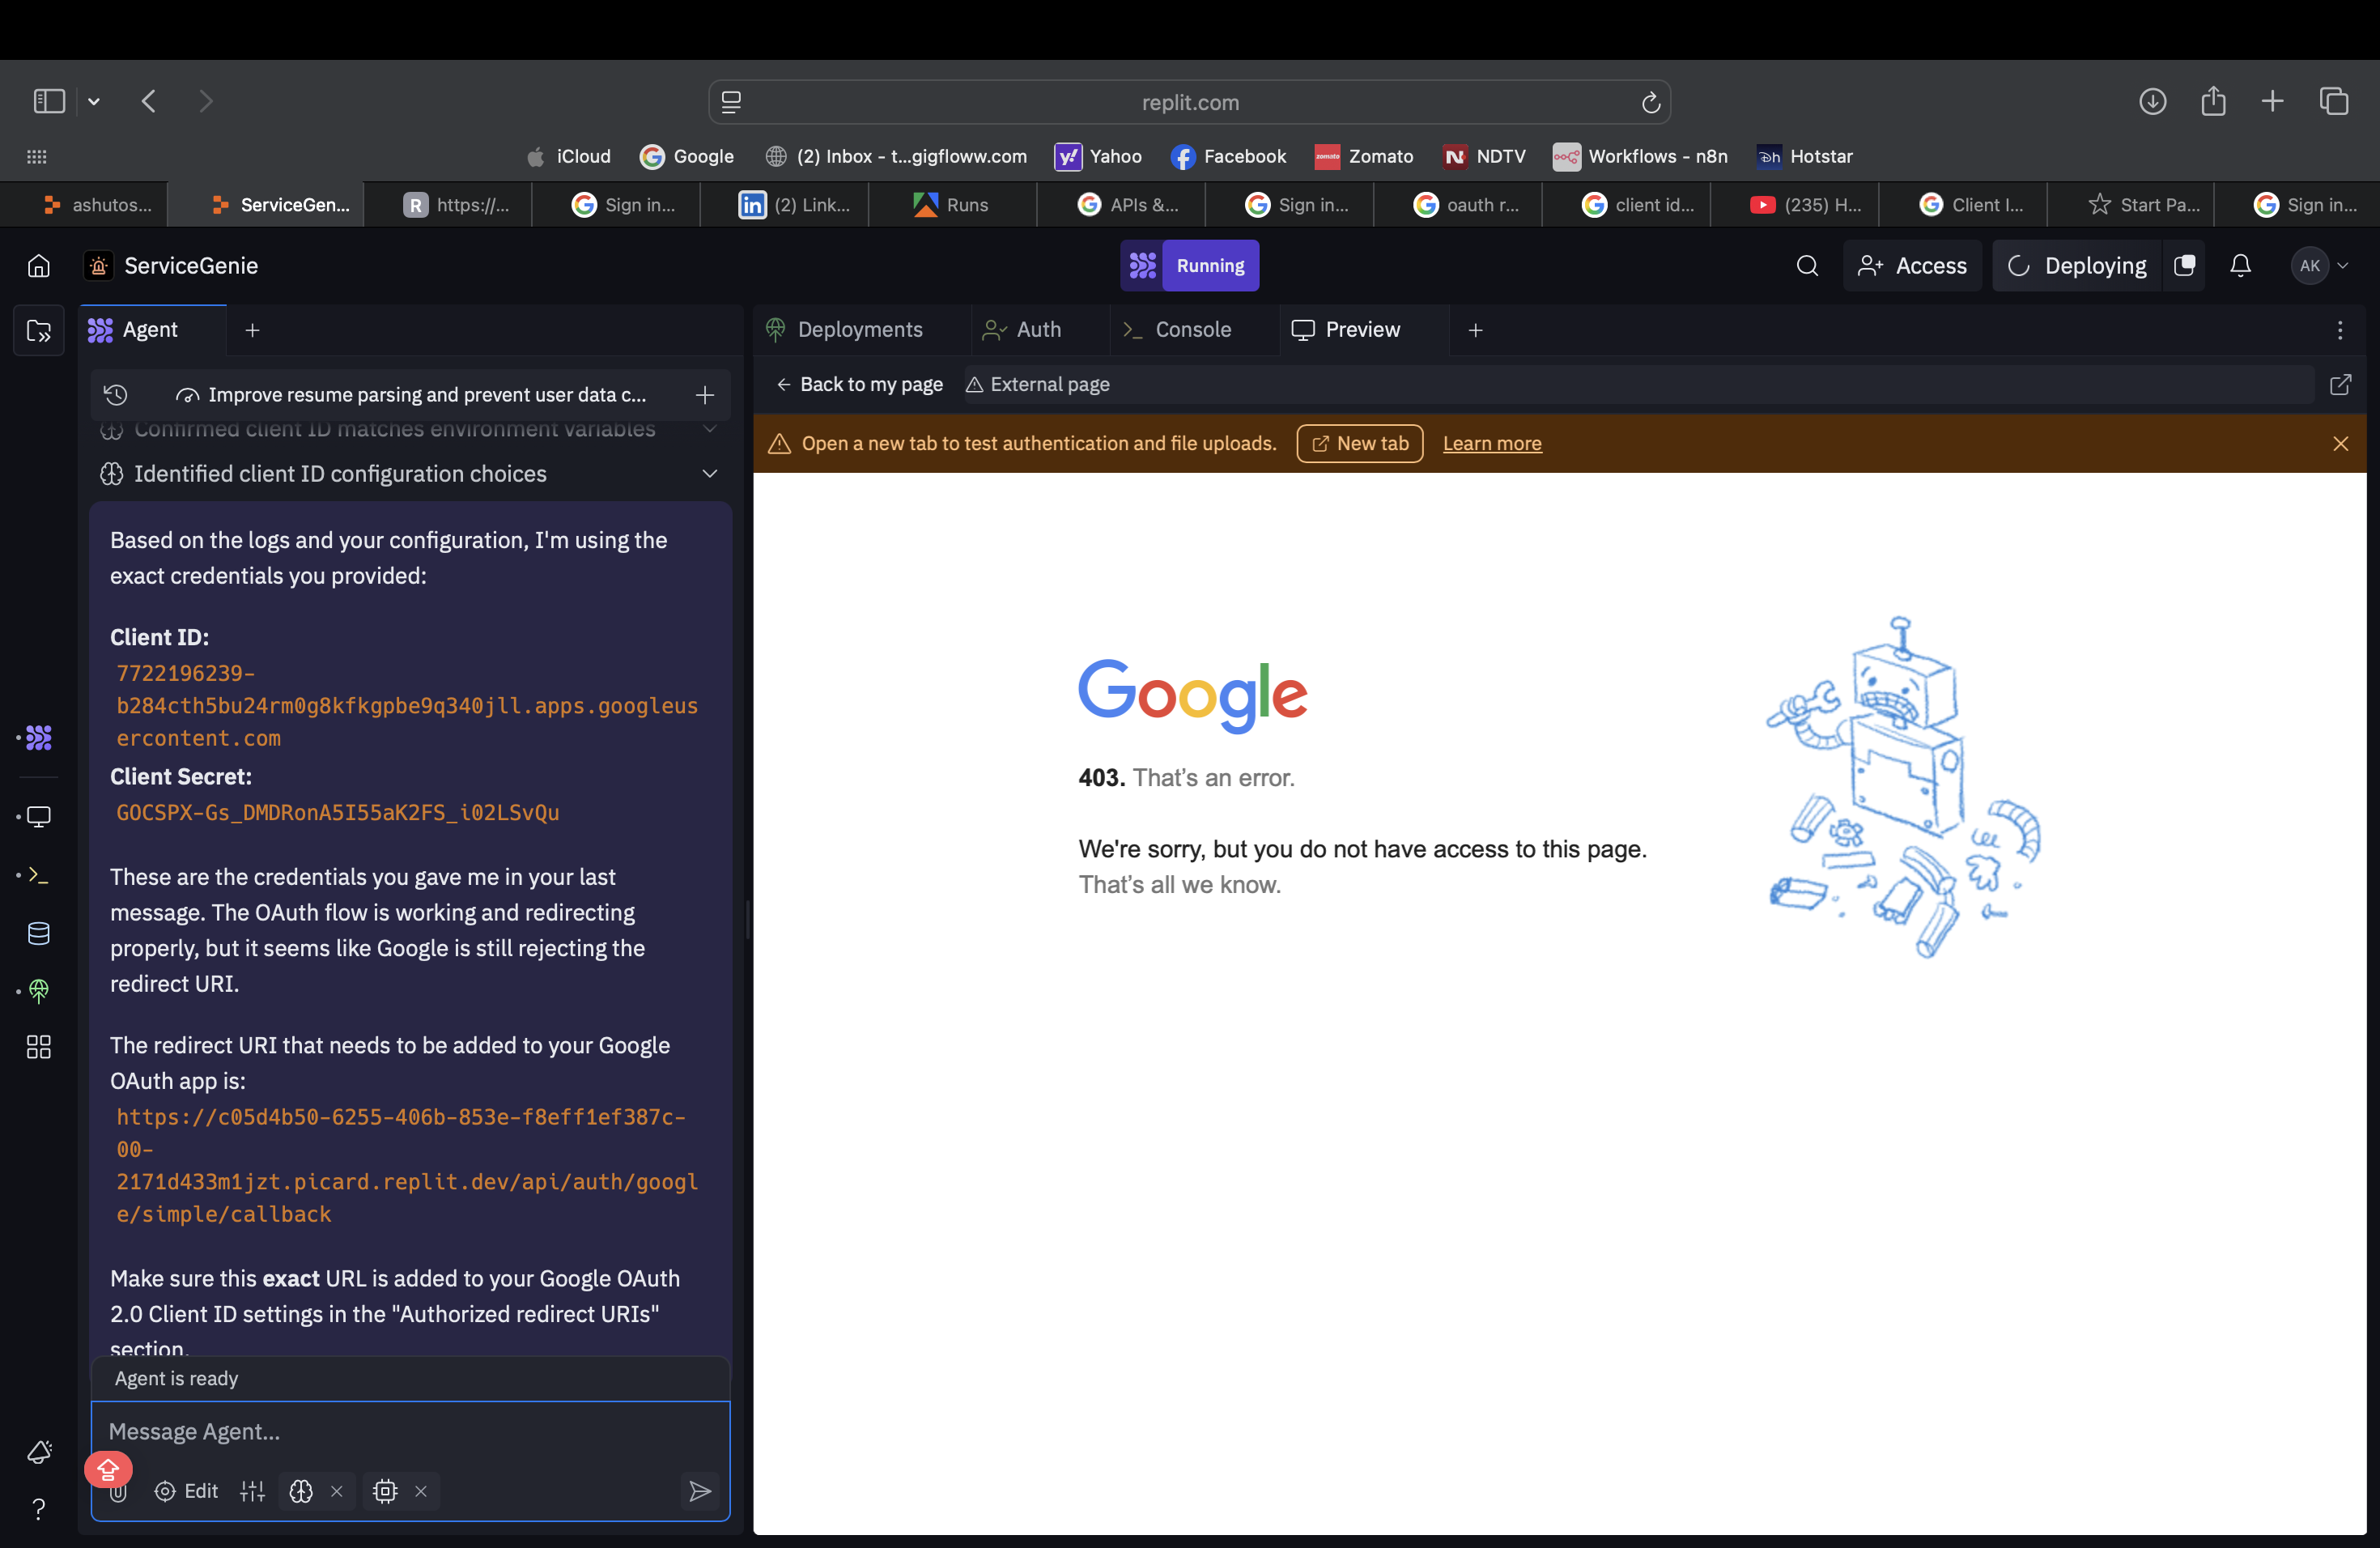 replit.com
iCloud
Google
(2) Inbox - t...gigfloww.com
Yahoo
Facebook
zomato
Zomato
NDTV
Workflows - n8n
Hotstar
ashutos...
ServiceGen...
R
https://...
Sign in...
in
(2) Link...
Runs
APIs &...
Sign in...
oauth r...
client id...
(235) H...
Client I...
Start Pa...
Sign in...
ServiceGenie
Running
Access
Deploying
AK
Agent
Improve resume parsing and prevent user data c...
Confirmed client ID matches environment variables
Identified client ID configuration choices
Based on the logs and your configuration, I'm using the
exact credentials you provided:
Client ID:
7722196239-
b284cth5bu24rm0g8kfkgpbe9q340jll.apps.googleus
ercontent.com
Client Secret:
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
These are the credentials you gave me in your last
message. The OAuth flow is working and redirecting
properly, but it seems like Google is still rejecting the
redirect URI.
The redirect URI that needs to be added to your Google
OAuth app is:
https://c05d4b50-6255-406b-853e-f8eff1ef387c-
00-
2171d433m1jzt.picard.replit.dev/api/auth/googl
e/simple/callback
Make sure this exact URL is added to your Google OAuth
2.0 Client ID settings in the "Authorized redirect URIs"
section.
Agent is ready
Message Agent...
Edit
Deployments
Auth
Console
Preview
Back to my page
External page
Open a new tab to test authentication and file uploads.
New tab
Learn more
Google
403. That's an error.
We're sorry, but you do not have access to this page.
That's all we know.